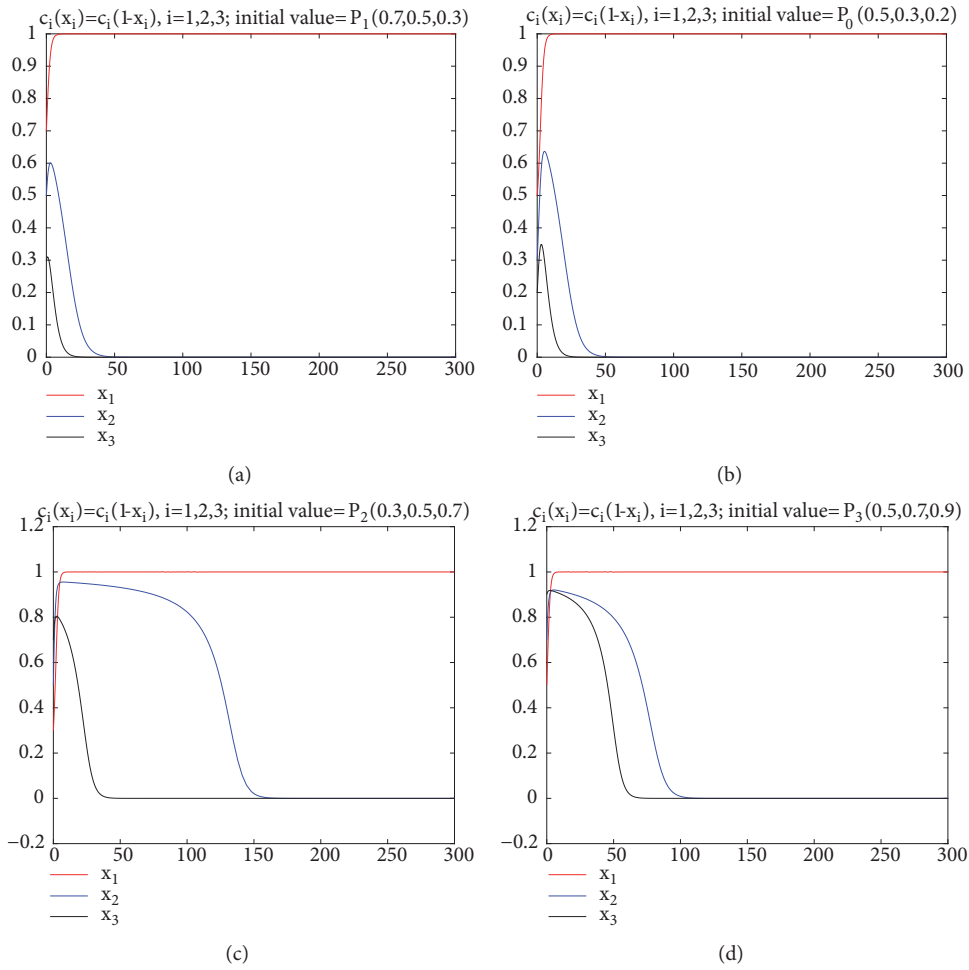 c_i(x_i)=c_i(1-x_i), i=1,2,3; initial value=P_1(0.7,0.5,0.3)
1
0.9
0.8
0.7
0.6
0.5
0.4
0.3
0.2
0.1
0
0 50 100 150 200 250 300
x_1
x_2
x_3
(a)
c_i(x_i)=c_i(1-x_i), i=1,2,3; initial value=P_0(0.5,0.3,0.2)
1
0.9
0.8
0.7
0.6
0.5
0.4
0.3
0.2
0.1
0
0 50 100 150 200 250 300
x_1
x_2
x_3
(b)
c_i(x_i)=c_i(1-x_i), i=1,2,3; initial value=P_2(0.3,0.5,0.7)
1.2
1
0.8
0.6
0.4
0.2
0
−0.2
0 50 100 150 200 250 300
x_1
x_2
x_3
(c)
c_i(x_i)=c_i(1-x_i), i=1,2,3; initial value=P_3(0.5,0.7,0.9)
1.2
1
0.8
0.6
0.4
0.2
0
−0.2
0 50 100 150 200 250 300
x_1
x_2
x_3
(d)